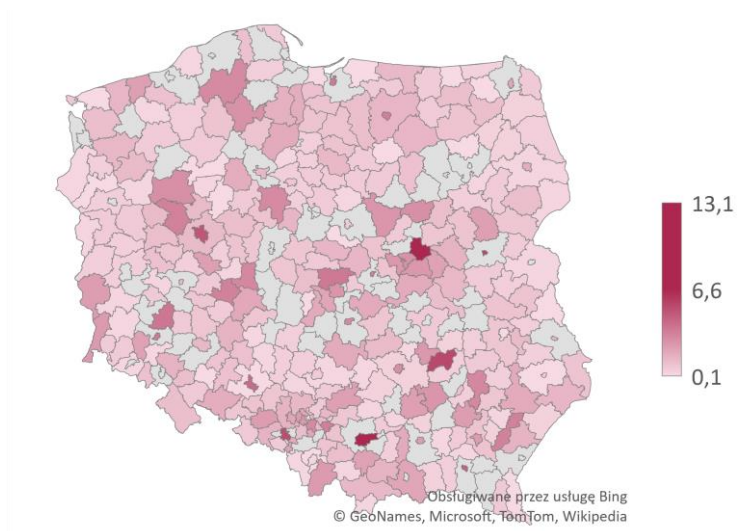 13,1
6,6
0,1
Obsługiwane przez usługę Bing
© GeoNames, Microsoft, TomTom, Wikipedia